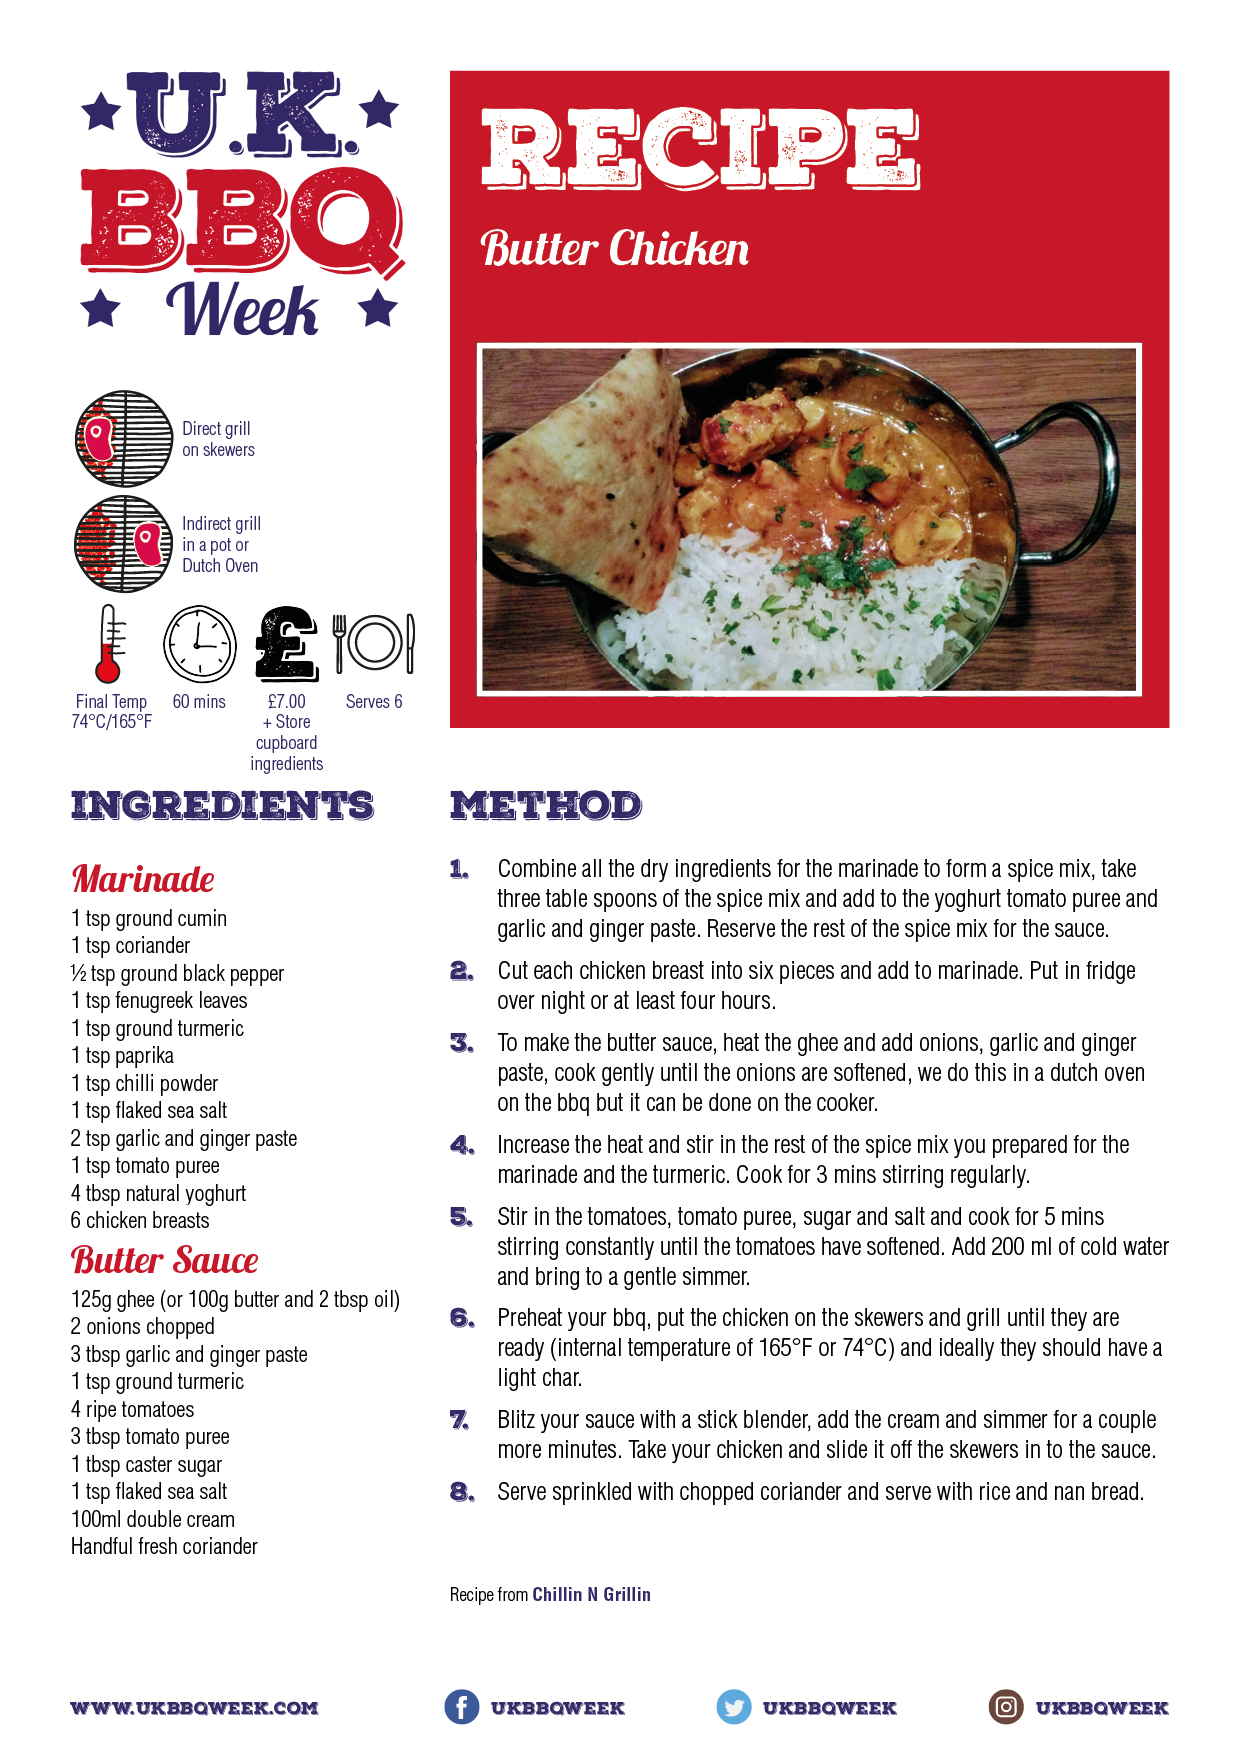 U.K.
BBQ
Week
RECIPE
Butter Chicken
Direct grill
on skewers
Indirect grill
in a pot or
Dutch Oven
Final Temp
74°C/165°F
60 mins
£
£7.00
+ Store
cupboard
ingredients
Serves 6
INGREDIENTS
Marinade
1 tsp ground cumin
1 tsp coriander
½ tsp ground black pepper
1 tsp fenugreek leaves
1 tsp ground turmeric
1 tsp paprika
1 tsp chilli powder
1 tsp flaked sea salt
2 tsp garlic and ginger paste
1 tsp tomato puree
4 tbsp natural yoghurt
6 chicken breasts
Butter Sauce
125g ghee (or 100g butter and 2 tbsp oil)
2 onions chopped
3 tbsp garlic and ginger paste
1 tsp ground turmeric
4 ripe tomatoes
3 tbsp tomato puree
1 tbsp caster sugar
1 tsp flaked sea salt
100ml double cream
Handful fresh coriander
METHOD
1. Combine all the dry ingredients for the marinade to form a spice mix, take
three table spoons of the spice mix and add to the yoghurt tomato puree and
garlic and ginger paste. Reserve the rest of the spice mix for the sauce.
2. Cut each chicken breast into six pieces and add to marinade. Put in fridge
over night or at least four hours.
3. To make the butter sauce, heat the ghee and add onions, garlic and ginger
paste, cook gently until the onions are softened, we do this in a dutch oven
on the bbq but it can be done on the cooker.
4. Increase the heat and stir in the rest of the spice mix you prepared for the
marinade and the turmeric. Cook for 3 mins stirring regularly.
5. Stir in the tomatoes, tomato puree, sugar and salt and cook for 5 mins
stirring constantly until the tomatoes have softened. Add 200 ml of cold water
and bring to a gentle simmer.
6. Preheat your bbq, put the chicken on the skewers and grill until they are
ready (internal temperature of 165°F or 74°C) and ideally they should have a
light char.
7. Blitz your sauce with a stick blender, add the cream and simmer for a couple
more minutes. Take your chicken and slide it off the skewers in to the sauce.
8. Serve sprinkled with chopped coriander and serve with rice and nan bread.
Recipe from Chillin N Grillin
WWW.UKBBQWEEK.COM
UKBBQWEEK
UKBBQWEEK
UKBBQWEEK